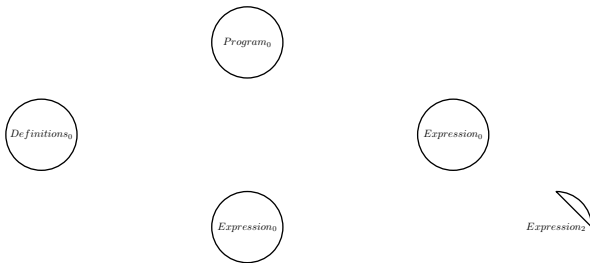 Program₀
Definitions₀
Expression₀
Expression₀
Expression₂